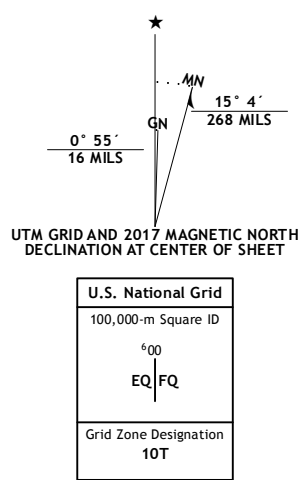 ★
MN
GN
15° 4´
268 MILS
0° 55´
16 MILS
UTM GRID AND 2017 MAGNETIC NORTH
DECLINATION AT CENTER OF SHEET
U.S. National Grid
100,000-m Square ID
⁶00
EQ FQ
Grid Zone Designation
10T